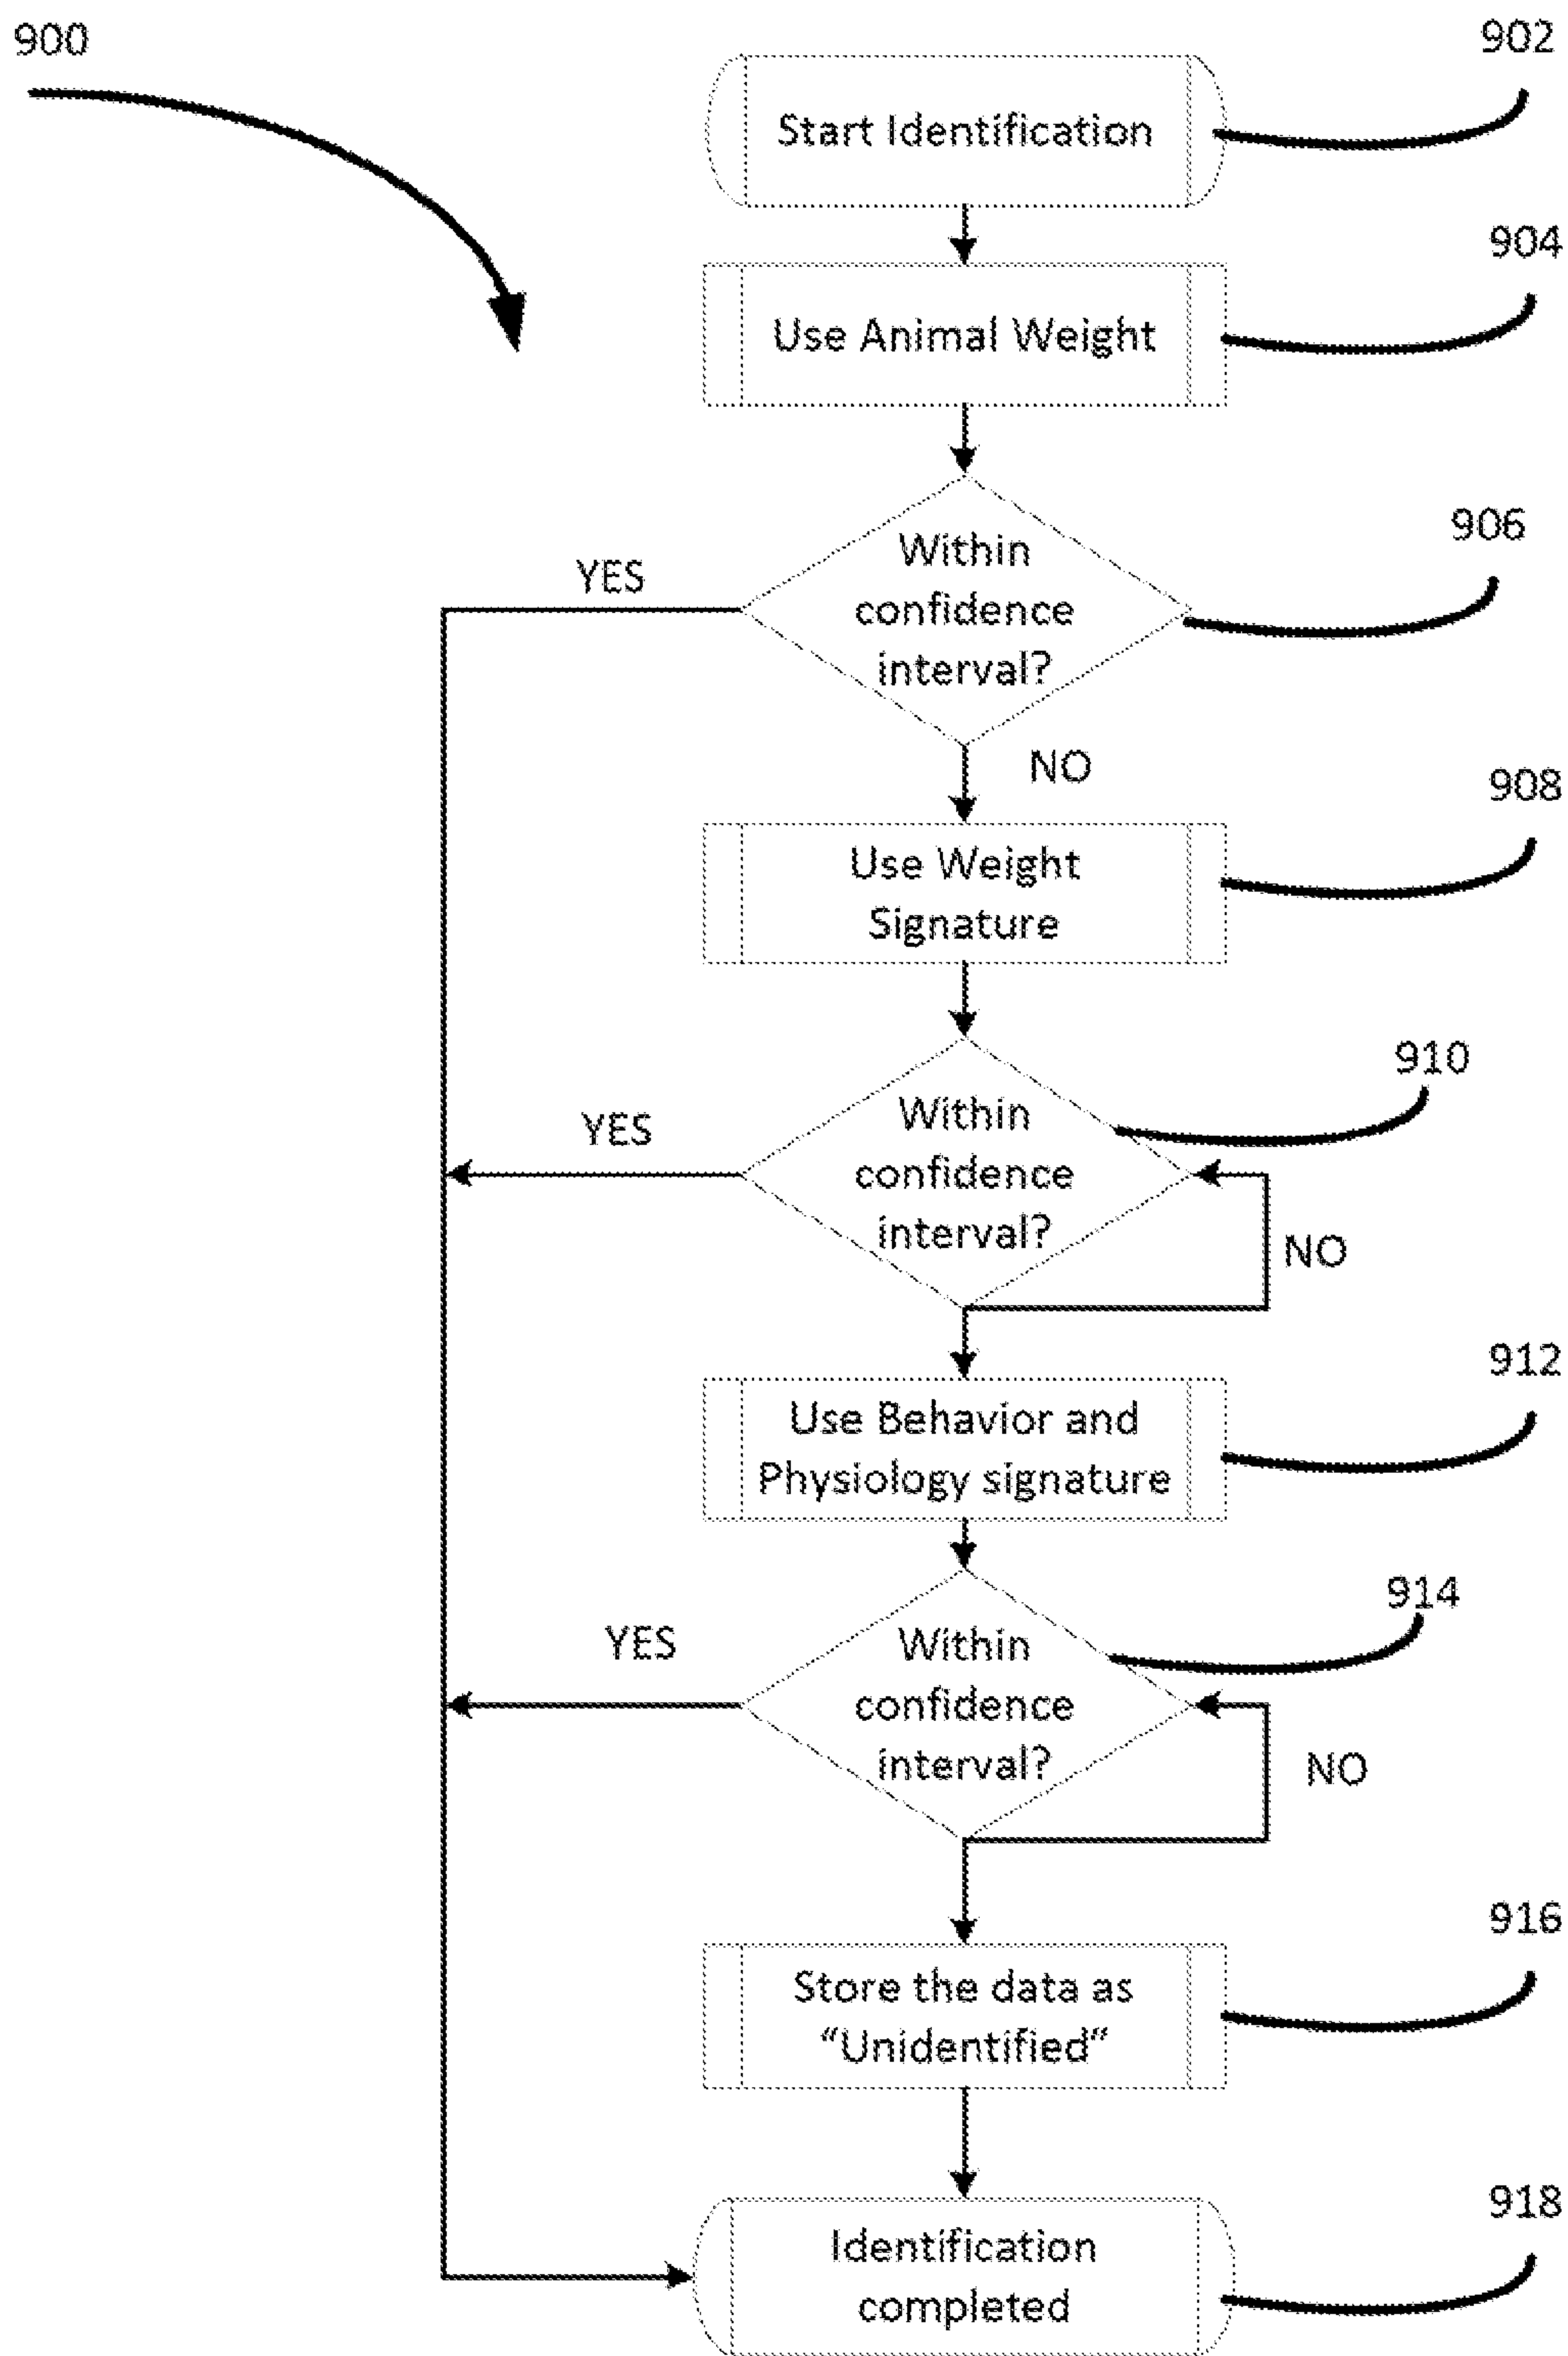 900
902
Start Identification
904
Use Animal Weight
906
Within
confidence
interval?
YES
NO
908
Use Weight
Signature
910
Within
confidence
interval?
YES
NO
912
Use Behavior and
Physiology signature
914
Within
confidence
interval?
YES
NO
916
Store the data as
“Unidentified“
918
Identification
completed